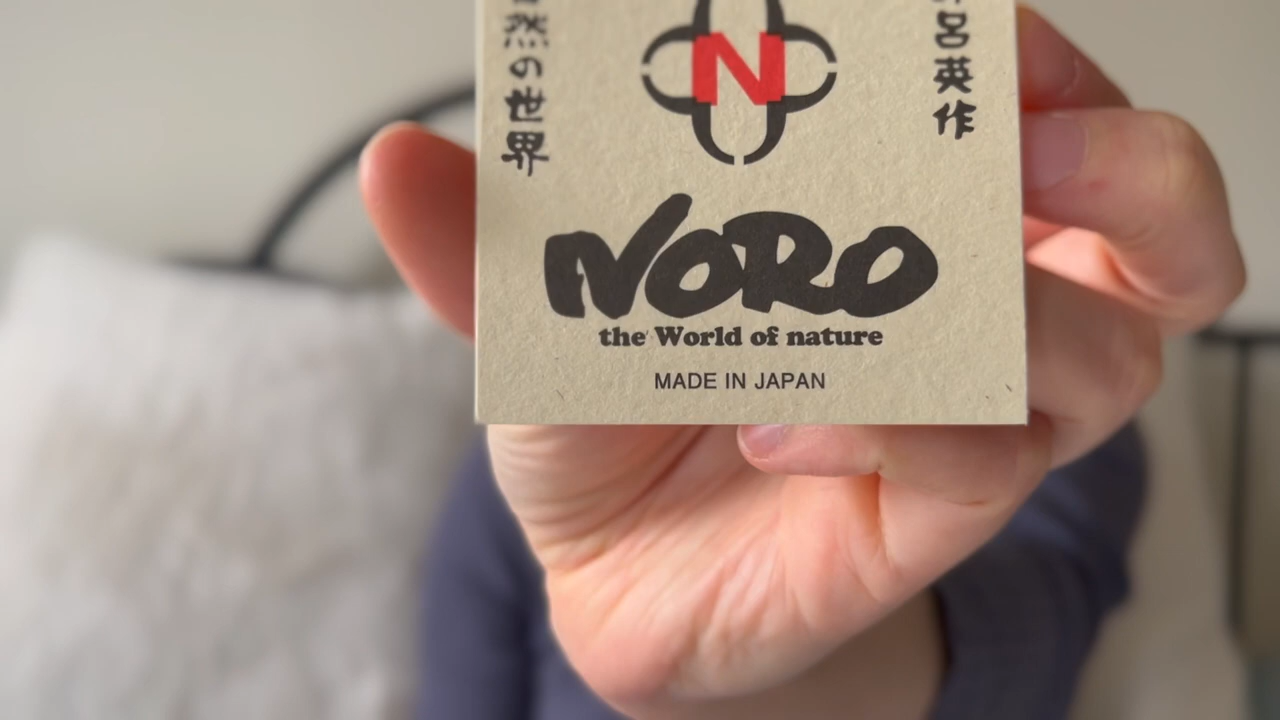 然の世界
N
呂英作
NORO
the World of nature
MADE IN JAPAN